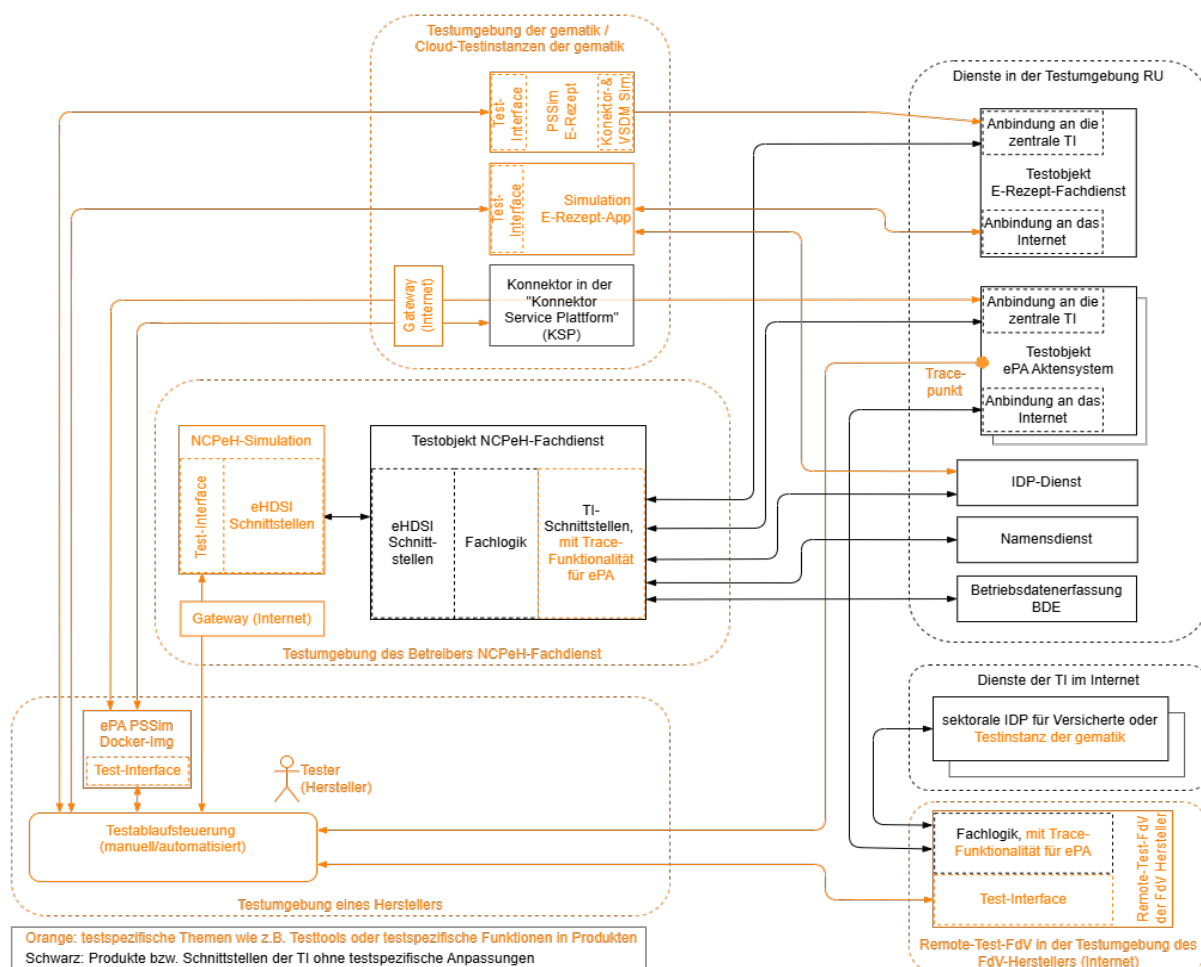 Testumgebung der gematik /
Cloud-Testinstanzen der gematik
Test-
Interface
PSSim
E-Rezept
Konektor-&
VSDM Sim
Test-
Interface
Simulation
E-Rezept-App
Gateway
(Internet)
Konnektor in der
"Konnektor
Service Plattform"
(KSP)
Dienste in der Testumgebung RU
Anbindung an die
zentrale TI
Testobjekt
E-Rezept-Fachdienst
Anbindung an das
Internet
Anbindung an die
zentrale TI
Testobjekt
ePA Aktensystem
Trace-
punkt
Anbindung an das
Internet
IDP-Dienst
Namensdienst
Betriebsdatenerfassung
BDE
NCPeH-Simulation
Test-Interface
eHDSI
Schnittstellen
Testobjekt NCPeH-Fachdienst
eHDSI
Schnitt-
stellen
Fachlogik
TI-
Schnittstellen,
mit Trace-
Funktionalität
für ePA
Gateway (Internet)
Testumgebung des Betreibers NCPeH-Fachdienst
Dienste der TI im Internet
sektorale IDP für Versicherte oder
Testinstanz der gematik
ePA PSSim
Docker-Img
Test-Interface
Tester
(Hersteller)
Testablaufsteuerung
(manuell/automatisiert)
Testumgebung eines Herstellers
Fachlogik, mit Trace-
Funktionalität für ePA
Test-Interface
Remote-Test-FdV
der FdV Hersteller
Remote-Test-FdV in der Testumgebung des
FdV-Herstellers (Internet)
Orange: testspezifische Themen wie z.B. Testtools oder testspezifische Funktionen in Produkten
Schwarz: Produkte bzw. Schnittstellen der TI ohne testspezifische Anpassungen